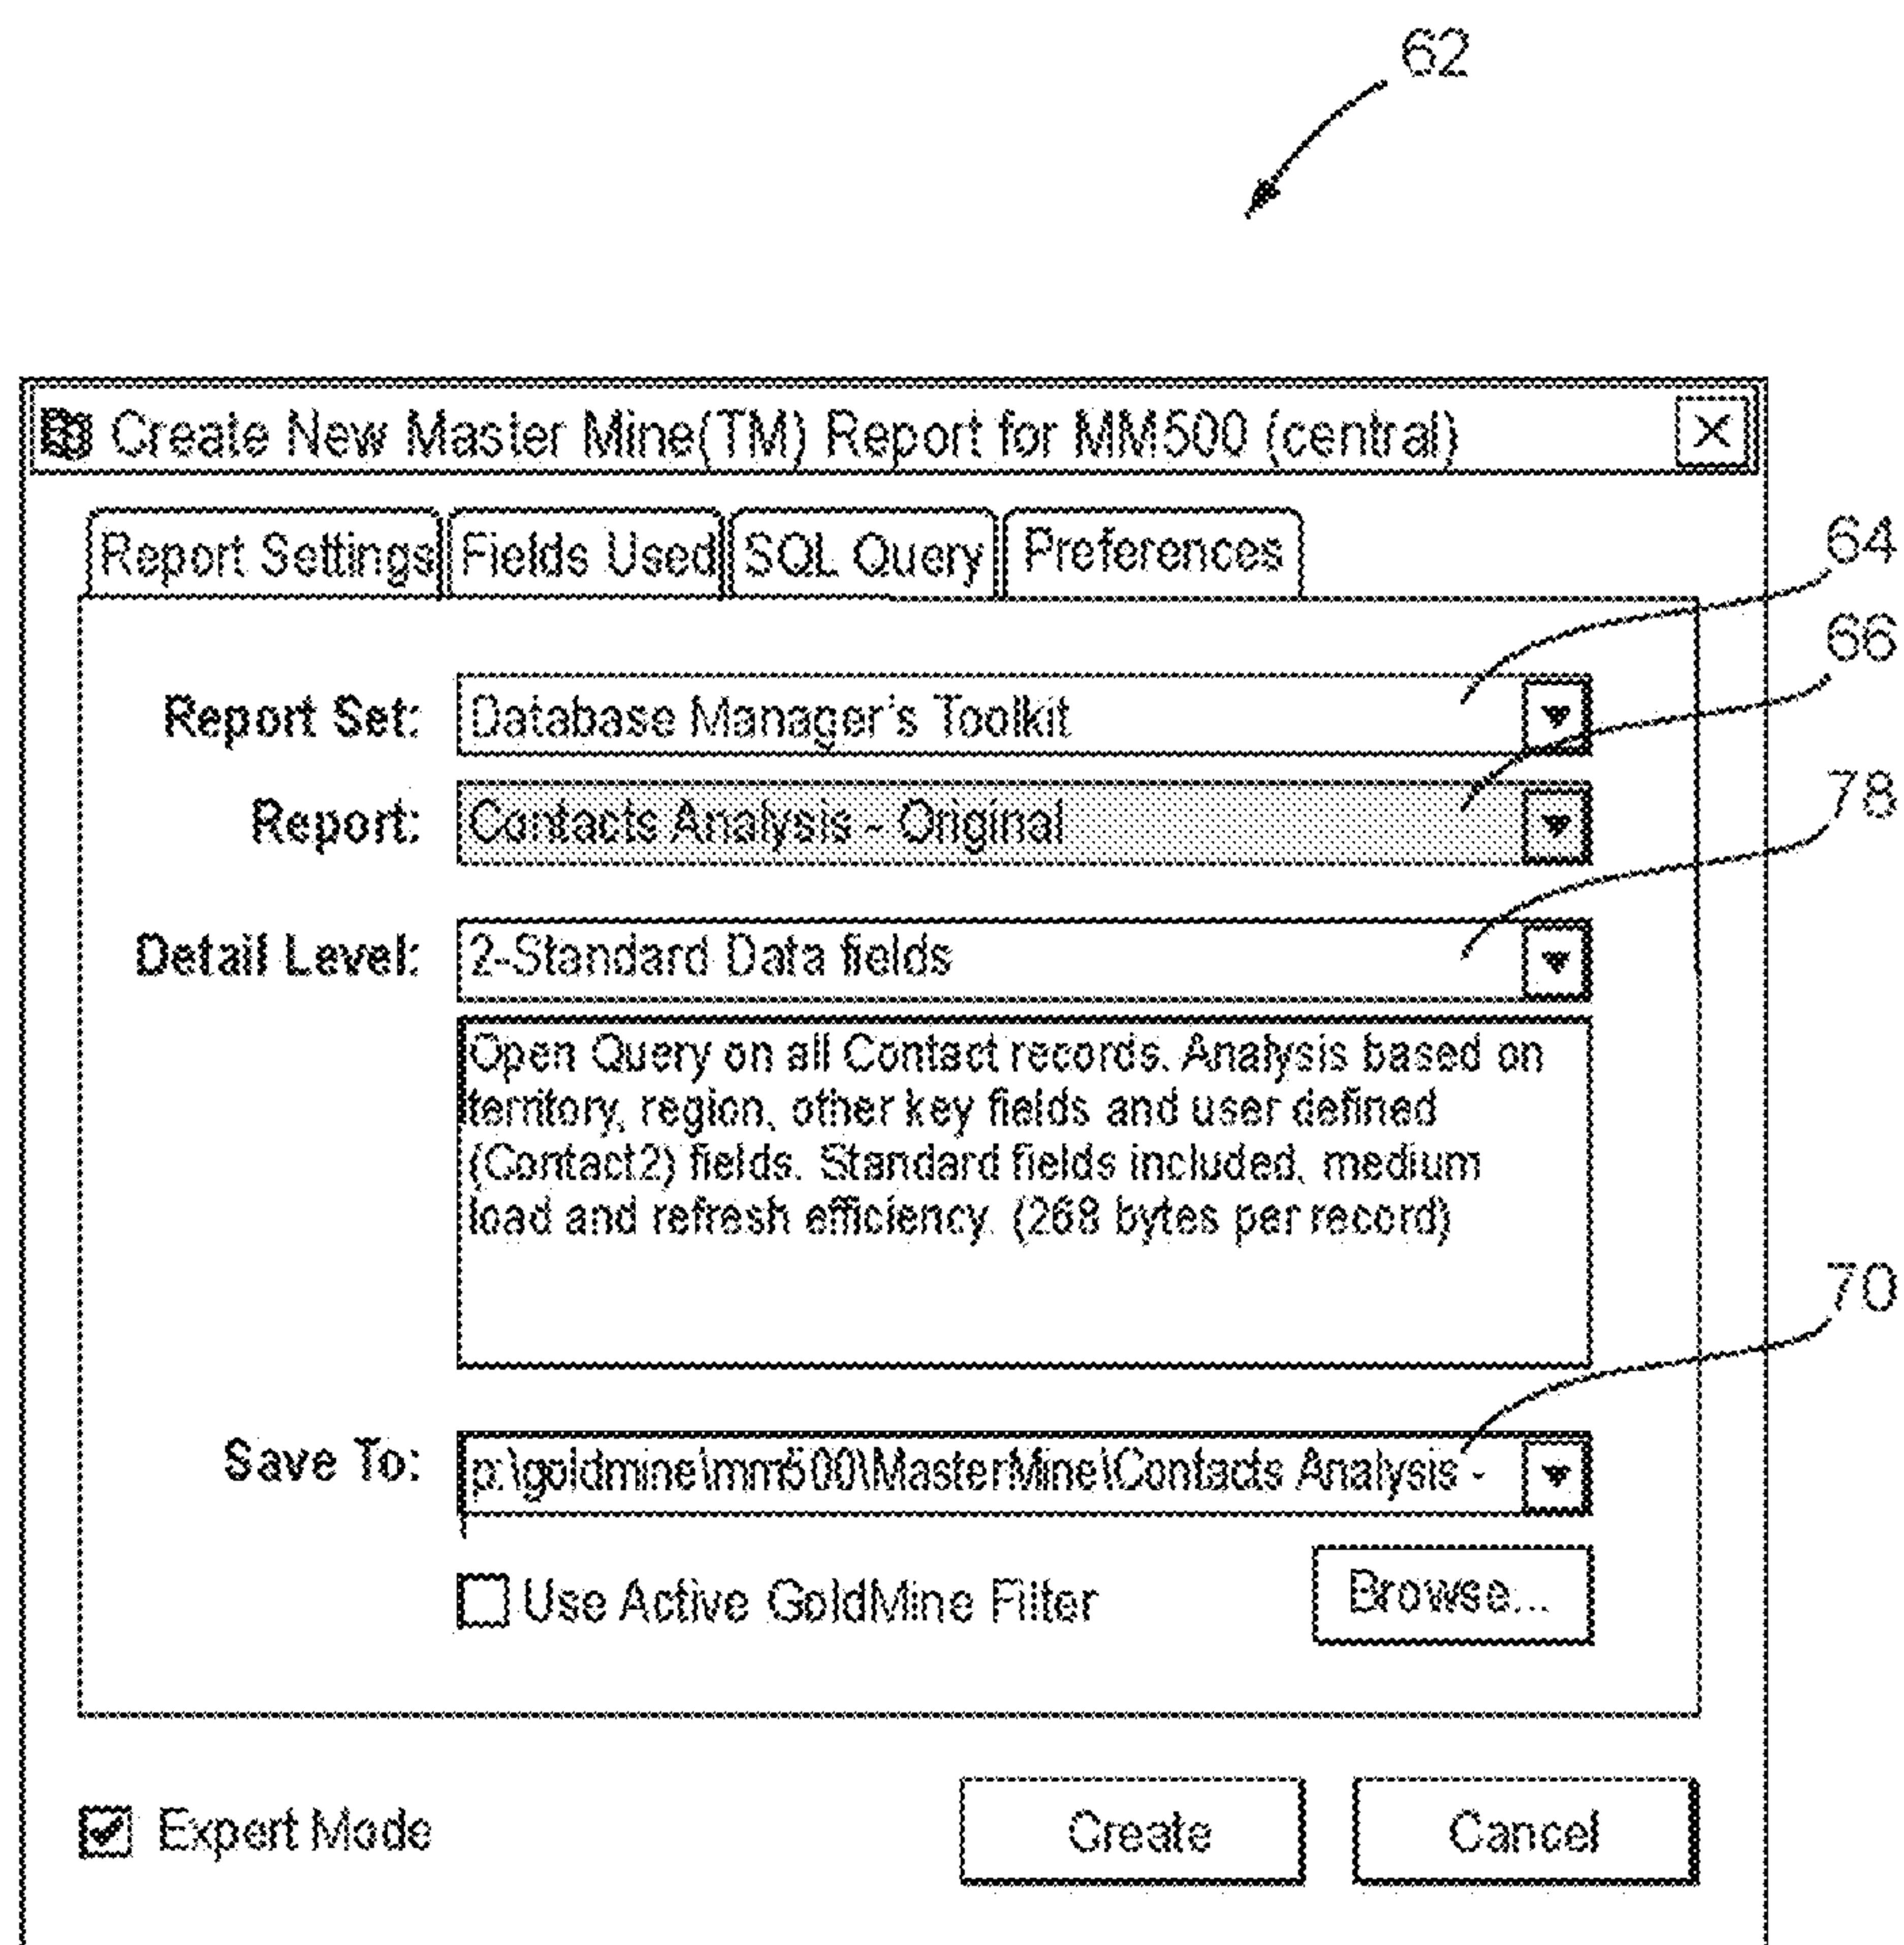 62
Create New Master Mine(TM) Report for MM500 (central)
Report Settings Fields Used SQL Query Preferences
64
66
Report Set: Database Manager's Toolkit
Report: Contacts Analysis - Original
78
Detail Level: 2-Standard Data fields
Open Query on all Contact records. Analysis based on
territory, region, other key fields and user defined
(Contact2) fields. Standard fields included, medium
load and refresh efficiency. (268 bytes per record)
70
Save To: p:\goldmine\mm500\MasterMine\Contacts Analysis -
Use Active GoldMine Filter Browse...
Expert Mode Create Cancel